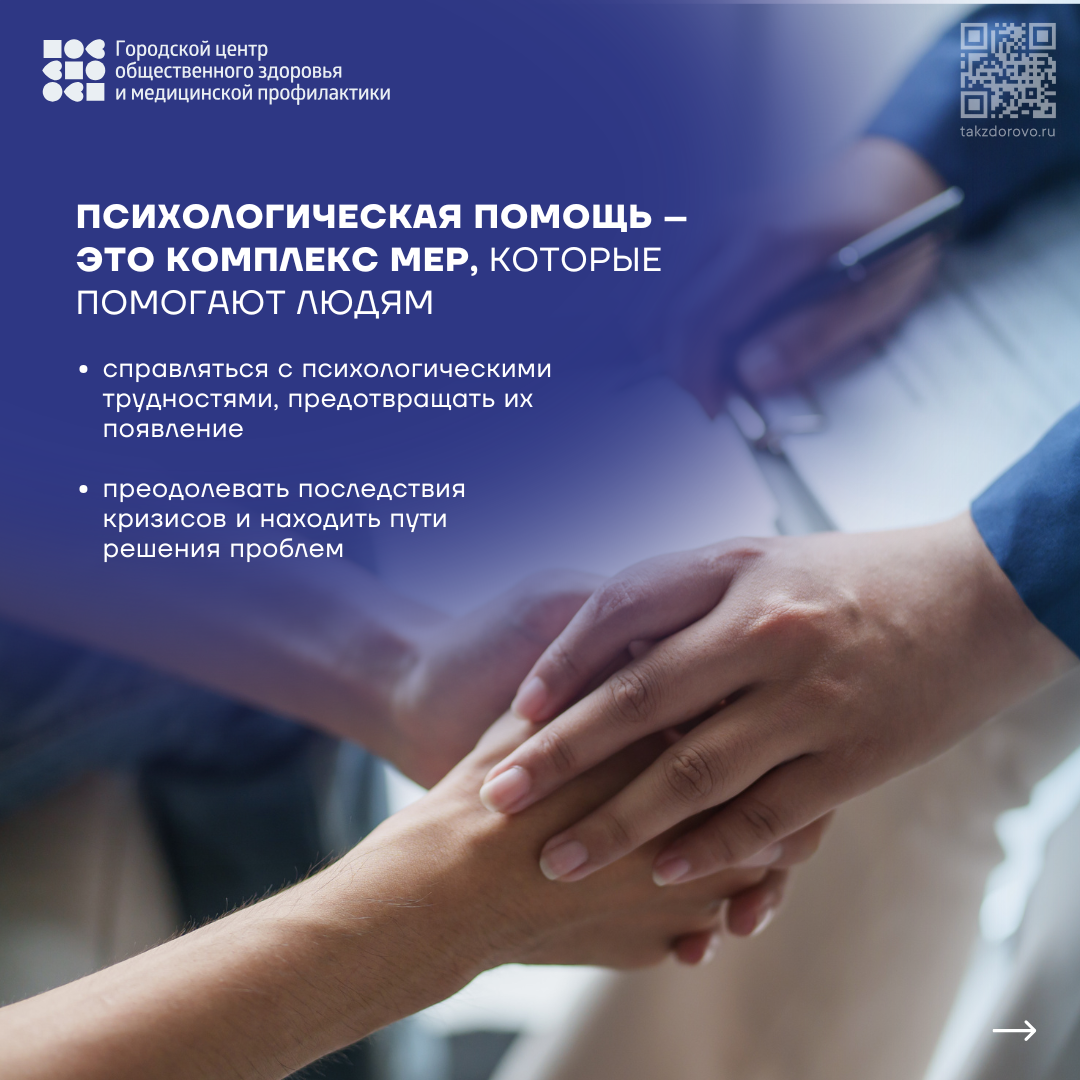 Городской центр
общественного здоровья
и медицинской профилактики
takzdorovo.ru
ПСИХОЛОГИЧЕСКАЯ ПОМОЩЬ –
ЭТО КОМПЛЕКС МЕР, КОТОРЫЕ
ПОМОГАЮТ ЛЮДЯМ
• справляться с психологическими
трудностями, предотвращать их
появление
• преодолевать последствия
кризисов и находить пути
решения проблем